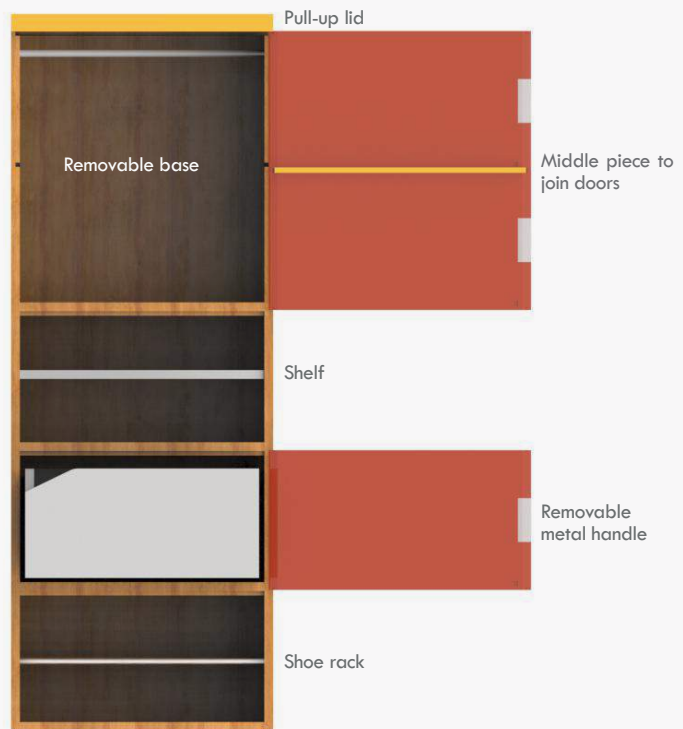 Pull-up lid
Removable base
Middle piece to
join doors
Shelf
Removable
metal handle
Shoe rack